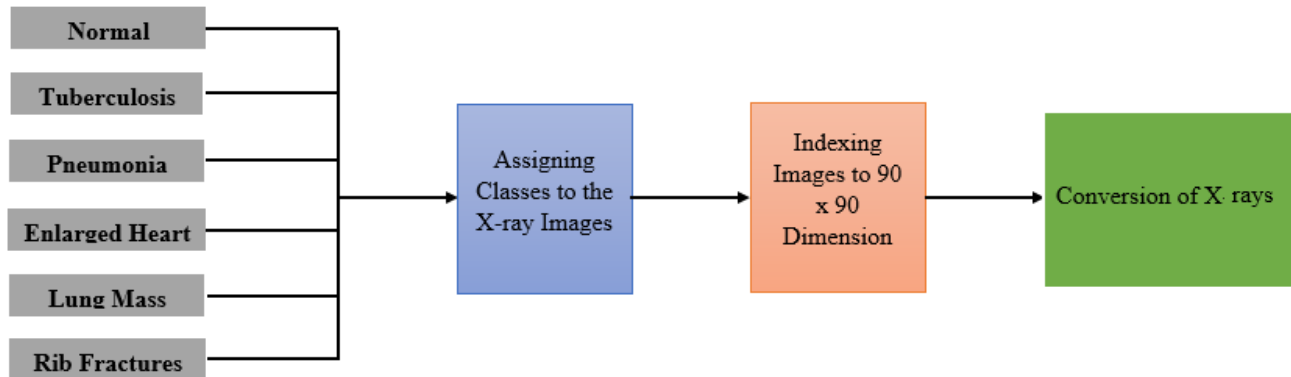 Normal
Tuberculosis
Pneumonia
Enlarged Heart
Lung Mass
Rib Fractures
Assigning
Classes to the
X-ray Images
Indexing
Images to 90
x 90
Dimension
Conversion of X- rays